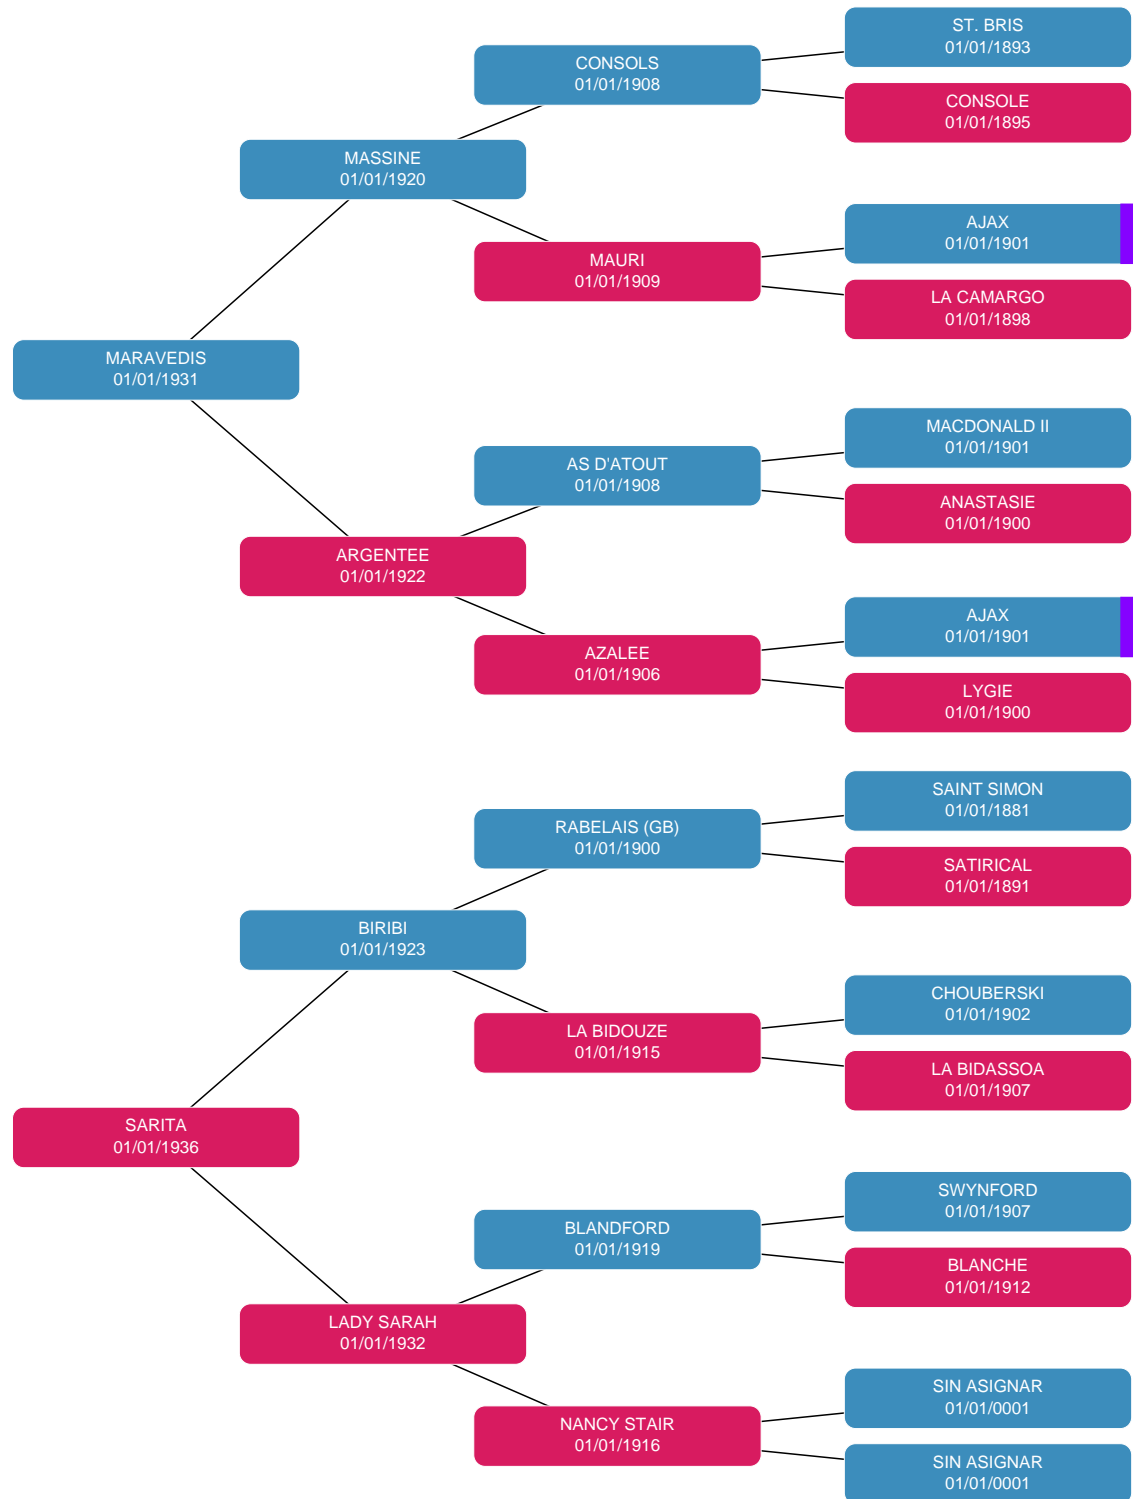 ST. BRIS
01/01/1893
CONSOLS
01/01/1908
CONSOLE
01/01/1895
MASSINE
01/01/1920
AJAX
01/01/1901
MAURI
01/01/1909
LA CAMARGO
01/01/1898
MARAVEDIS
01/01/1931
MACDONALD II
01/01/1901
AS D'ATOUT
01/01/1908
ANASTASIE
01/01/1900
ARGENTEE
01/01/1922
AJAX
01/01/1901
AZALEE
01/01/1906
LYGIE
01/01/1900
SAINT SIMON
01/01/1881
RABELAIS (GB)
01/01/1900
SATIRICAL
01/01/1891
BIRIBI
01/01/1923
CHOUBERSKI
01/01/1902
LA BIDOUZE
01/01/1915
LA BIDASSOA
01/01/1907
SARITA
01/01/1936
SWYNFORD
01/01/1907
BLANDFORD
01/01/1919
BLANCHE
01/01/1912
LADY SARAH
01/01/1932
SIN ASIGNAR
01/01/0001
NANCY STAIR
01/01/1916
SIN ASIGNAR
01/01/0001